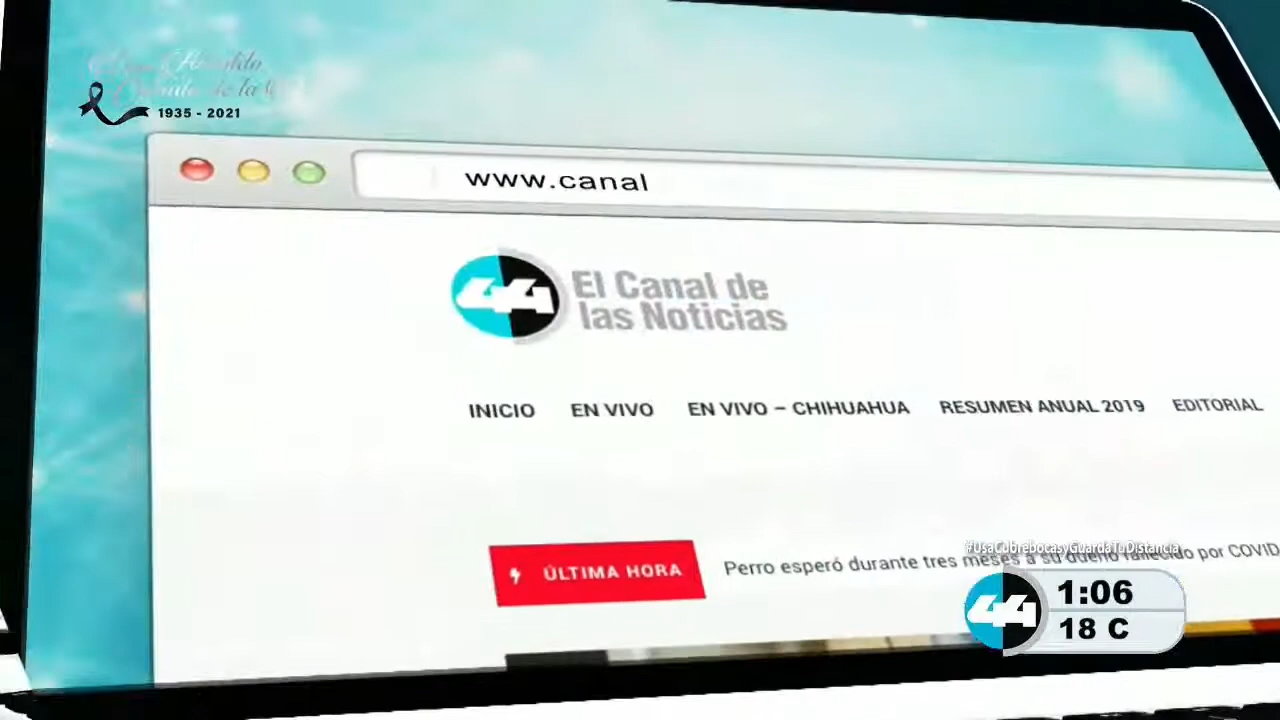 1935 - 2021
www.canal
44 El Canal de
las Noticias
INICIO EN VIVO EN VIVO – CHIHUAHUA RESUMEN ANUAL 2019 EDITORIAL
#UsaCubrebocasyGuardaTuDistancia
ÚLTIMA HORA Perro esperó durante tres meses a su dueño fallecido por COVID
44 1:06
18 C